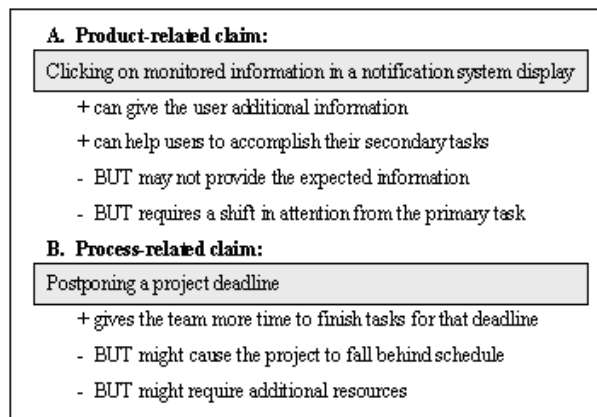 A. Product-related claim:
Clicking on monitored information in a notification system display
+ can give the user additional information
+ can help users to accomplish their secondary tasks
- BUT may not provide the expected information
- BUT requires a shift in attention from the primary task
B. Process-related claim:
Postponing a project deadline
+ gives the team more time to finish tasks for that deadline
- BUT might cause the project to fall behind schedule
- BUT might require additional resources